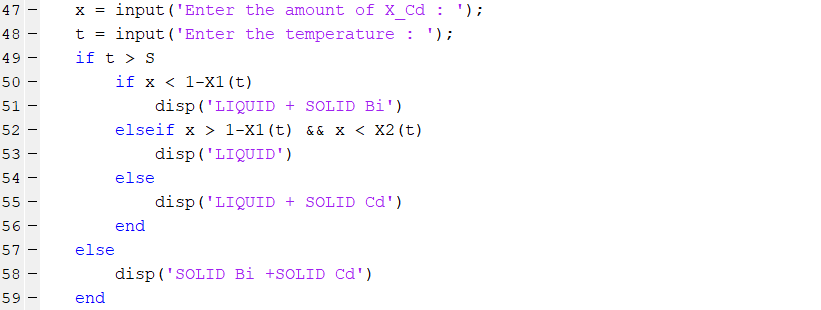 47 - x = input('Enter the amount of X_Cd : ');
48 - t = input('Enter the temperature : ');
49 - if t > S
50 - if x < 1-X1(t)
51 - disp('LIQUID + SOLID Bi')
52 - elseif x > 1-X1(t) && x < X2(t)
53 - disp('LIQUID')
54 - else
55 - disp('LIQUID + SOLID Cd')
56 - end
57 - else
58 - disp('SOLID Bi +SOLID Cd')
59 - end